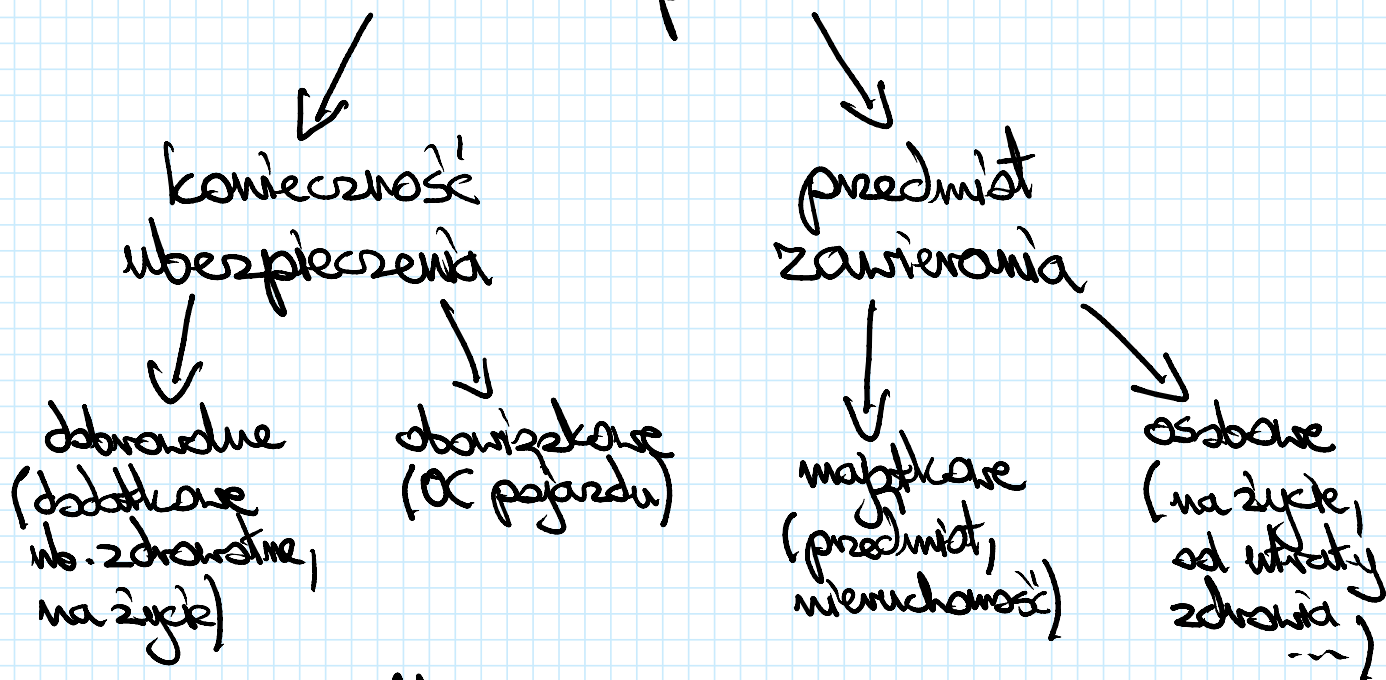 konieczność
ubezpieczenia
dobrowolne
(dodatkowe
ub. zdrowotne,
na życie)
obowiązkowe
(OC pojazdu)
przedmiot
zawierania
majątkowe
(przedmiot,
nieruchomość)
osobowe
(na życie,
od utraty
zdrowia
...)